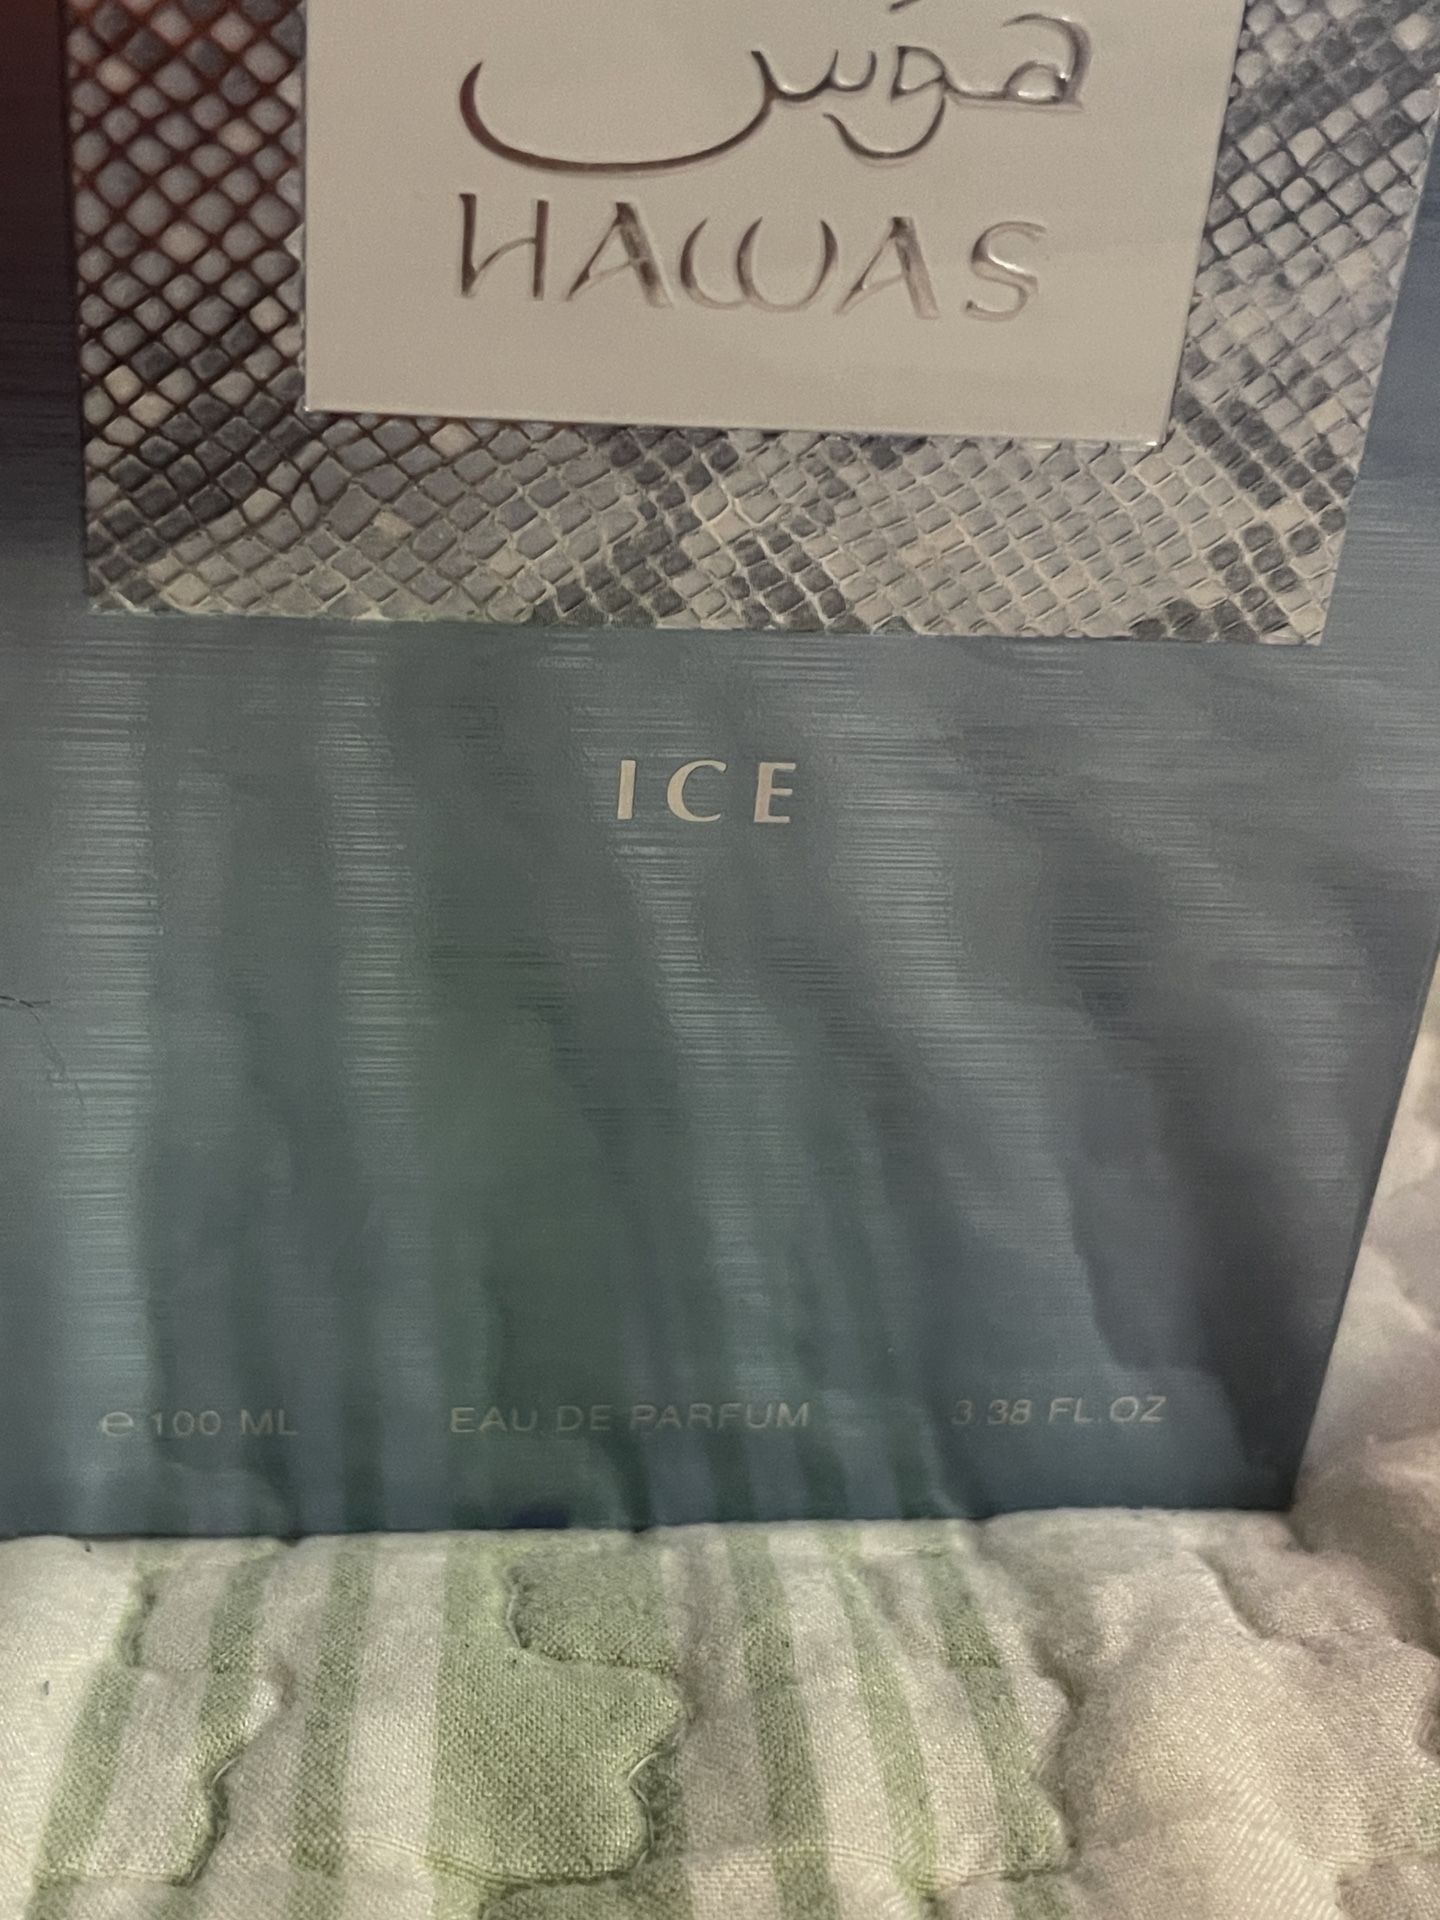 هوس
HAWAS
ICE
℮ 100 ML EAU DE PARFUM 3.38 FL.OZ